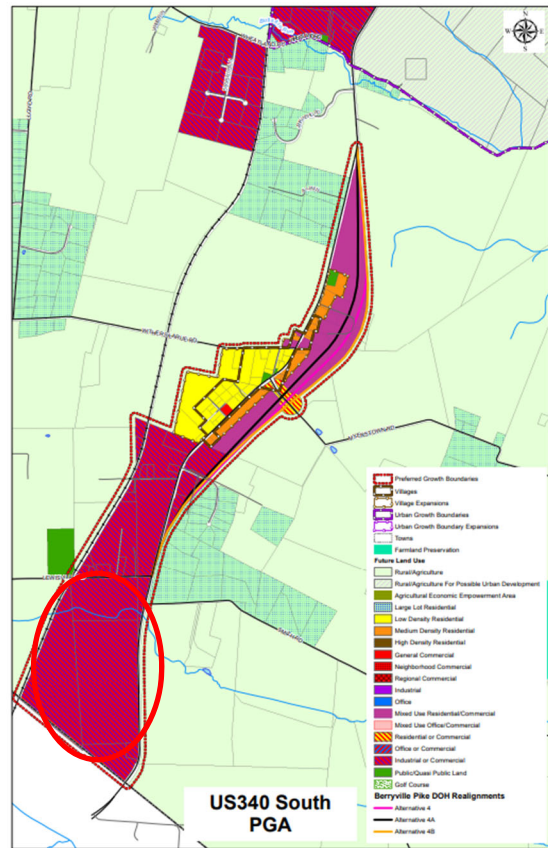 N
W E
S
US340 South
PGA
Preferred Growth Boundaries
Villages
Village Expansions
Urban Growth Boundaries
Urban Growth Boundary Expansions
Towns
Farmland Preservation
Future Land Use
Rural/Agriculture
Rural/Agriculture For Possible Urban Development
Agricultural Economic Empowerment Area
Large Lot Residential
Low Density Residential
Medium Density Residential
High Density Residential
General Commercial
Neighborhood Commercial
Regional Commercial
Industrial
Office
Mixed Use Residential/Commercial
Mixed Use Office/Commercial
Residential or Commercial
Office or Commercial
Industrial or Commercial
Public/Quasi Public Land
Golf Course
Berryville Pike DOH Realignments
Alternative 4
Alternative 4A
Alternative 4B